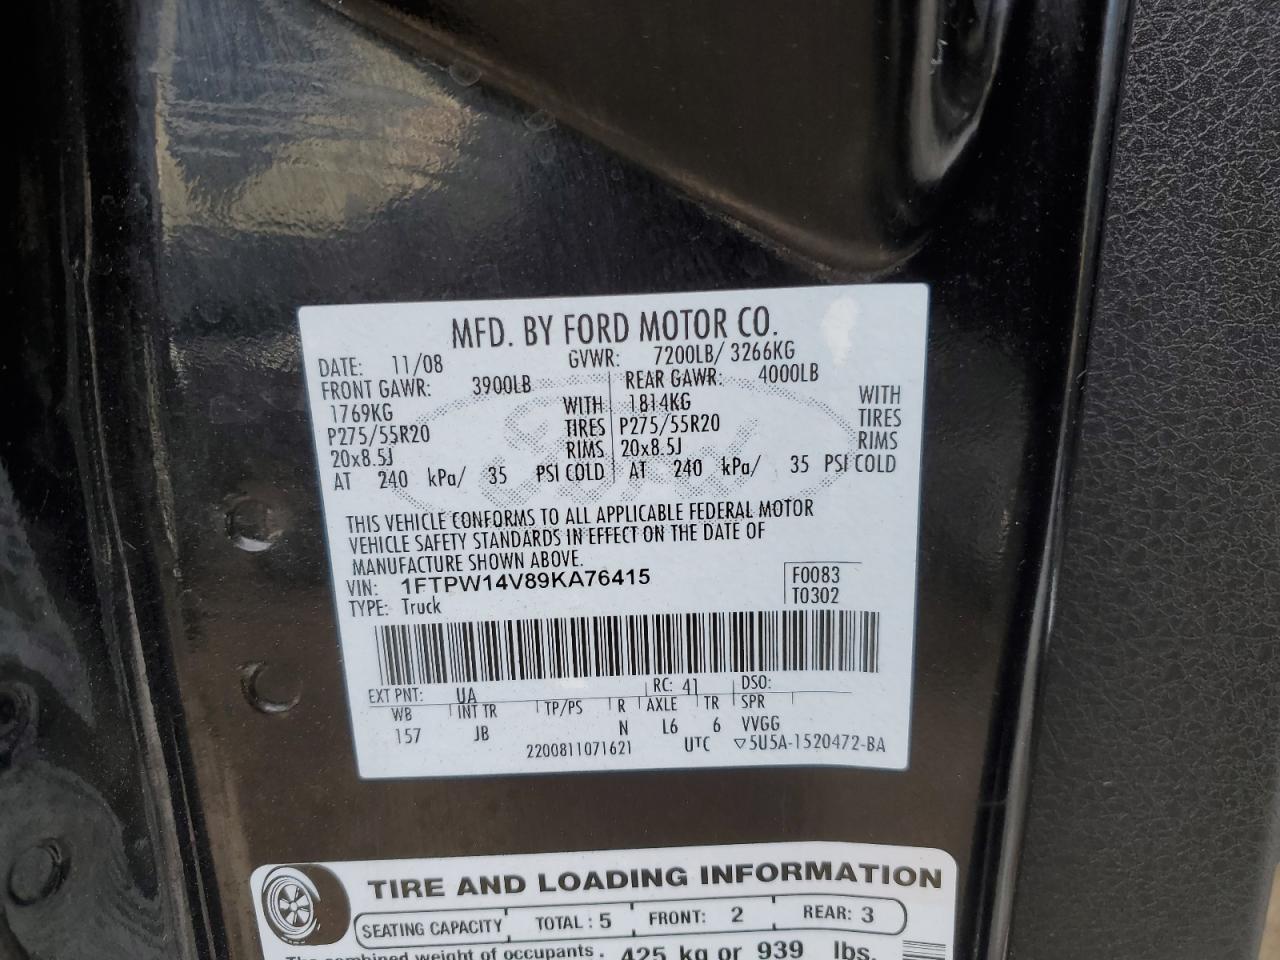 MFD. BY FORD MOTOR CO.
DATE: 11/08 GVWR: 7200LB/ 3266KG
FRONT GAWR: 3900LB REAR GAWR: 4000LB
1769KG WITH 1814KG WITH
P275/55R20 TIRES P275/55R20 TIRES
20x8.5J RIMS 20x8.5J RIMS
AT 240 kPa/ 35 PSI COLD AT 240 kPa/ 35 PSI COLD
THIS VEHICLE CONFORMS TO ALL APPLICABLE FEDERAL MOTOR
VEHICLE SAFETY STANDARDS IN EFFECT ON THE DATE OF
MANUFACTURE SHOWN ABOVE.
VIN: 1FTPW14V89KA76415 F0083
TYPE: Truck T0302
EXT PNT: UA RC: 41 DSO:
WB INT TR TP/PS R AXLE TR SPR
157 JB N L6 6 VVGG
2200811071621 UTC ▽5U5A-1520472-BA
TIRE AND LOADING INFORMATION
SEATING CAPACITY TOTAL : 5 FRONT: 2 REAR: 3
The combined weight of occupants 425 kg or 939 lbs.